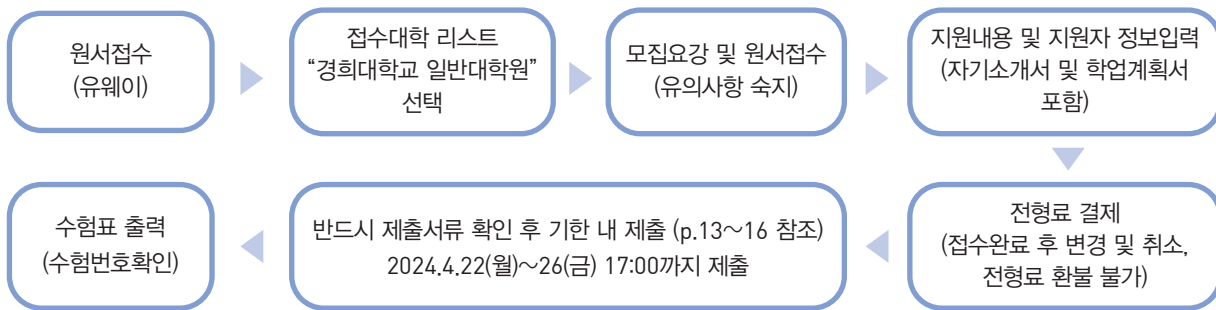 원서접수
(유웨이)
접수대학 리스트
“경희대학교 일반대학원”
선택
모집요강 및 원서접수
(유의사항 숙지)
지원내용 및 지원자 정보입력
(자기소개서 및 학업계획서
포함)
전형료 결제
(접수완료 후 변경 및 취소,
전형료 환불 불가)
반드시 제출서류 확인 후 기한 내 제출 (p.13～16 참조)
2024.4.22(월)～26(금) 17:00까지 제출
수험표 출력
(수험번호확인)